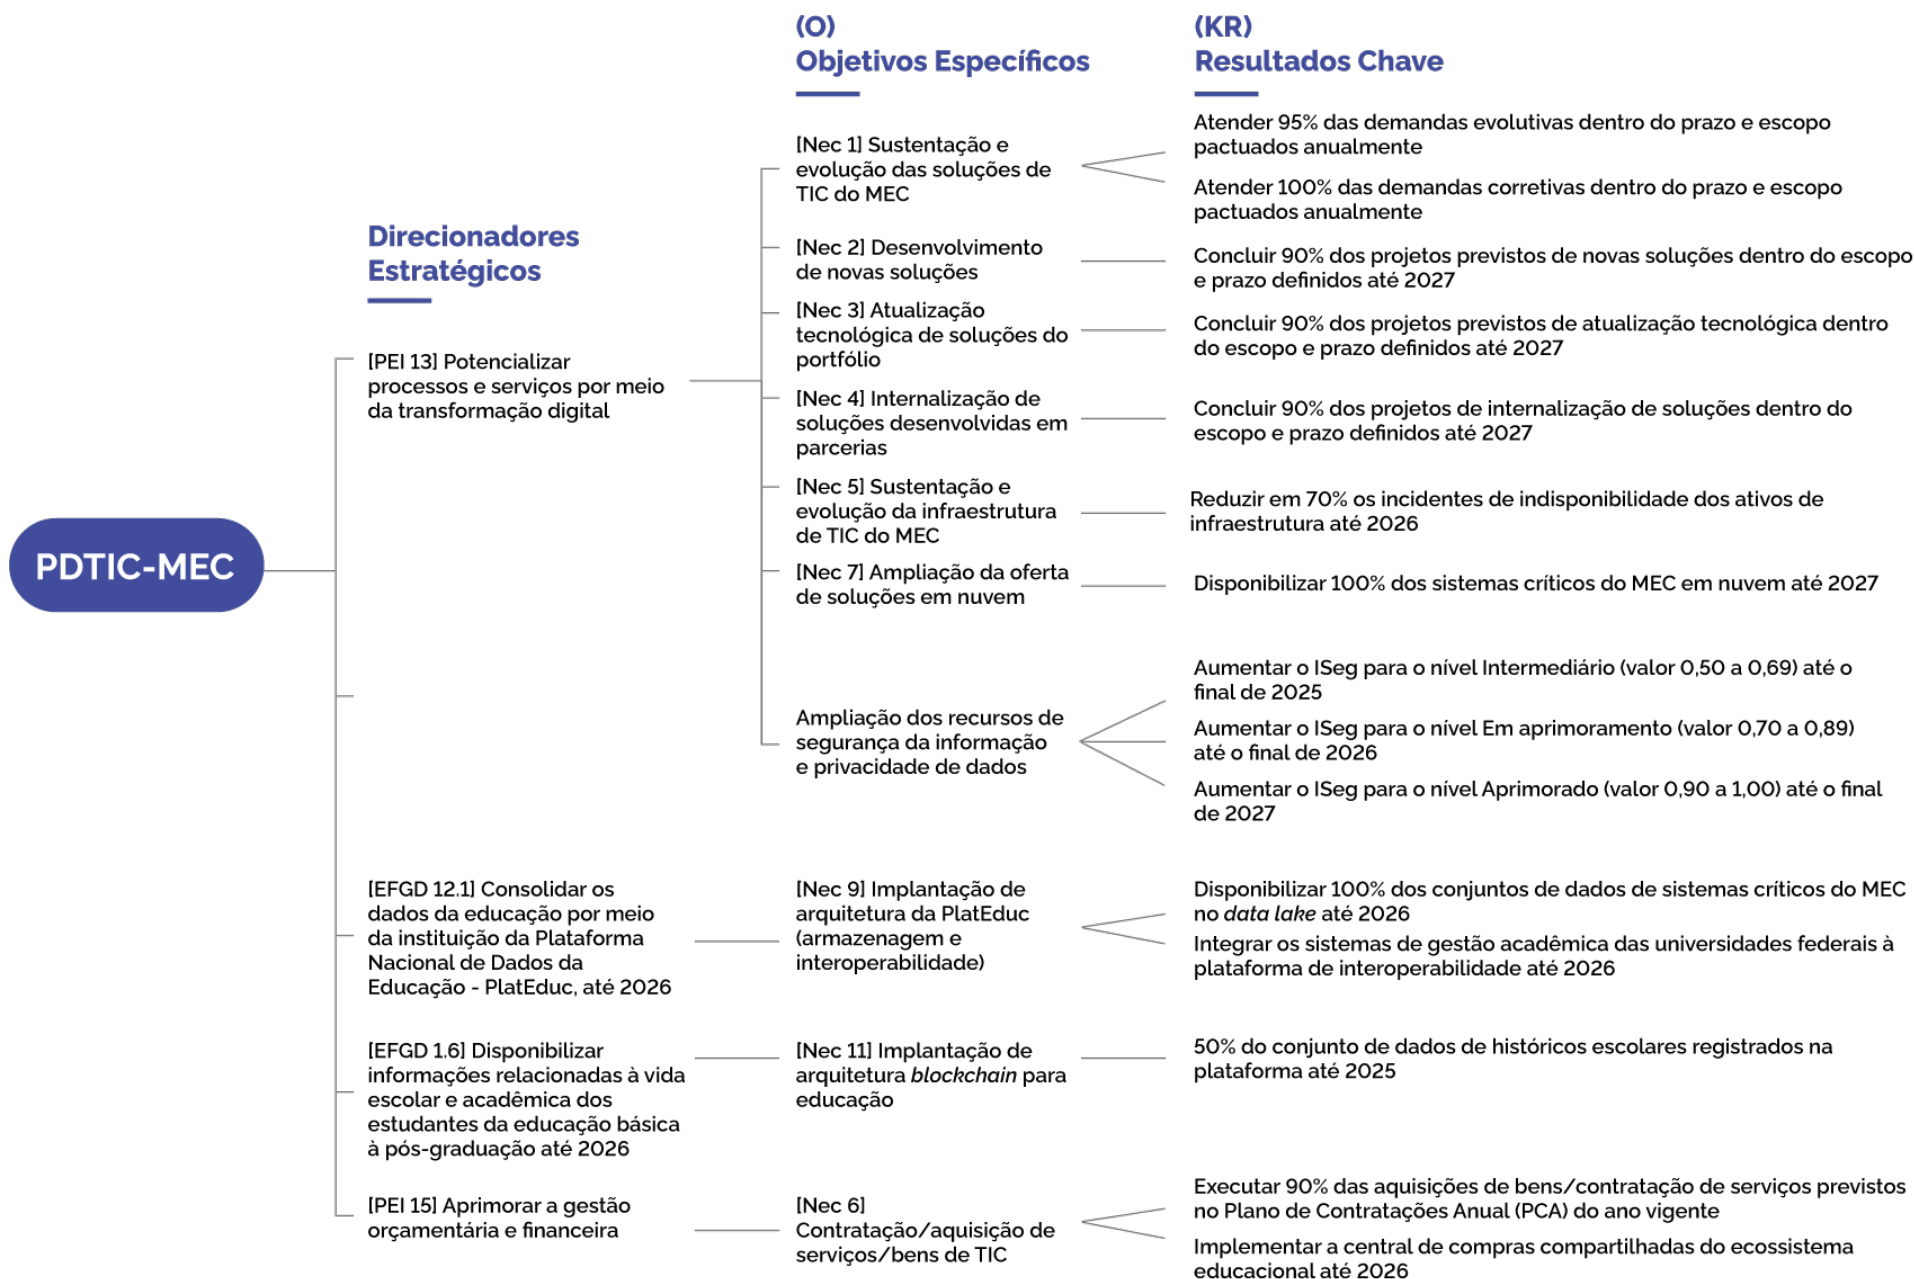 PDTIC-MEC
Direcionadores
Estratégicos
[PEI 13] Potencializar
processos e serviços por meio
da transformação digital
[EFGD 12.1] Consolidar os
dados da educação por meio
da instituição da Plataforma
Nacional de Dados da
Educação - PlatEduc, até 2026
[EFGD 1.6] Disponibilizar
informações relacionadas à vida
escolar e acadêmica dos
estudantes da educação básica
à pós-graduação até 2026
[PEI 15] Aprimorar a gestão
orçamentária e financeira
(O)
Objetivos Específicos
[Nec 1] Sustentação e
evolução das soluções de
TIC do MEC
[Nec 2] Desenvolvimento
de novas soluções
[Nec 3] Atualização
tecnológica de soluções do
portfólio
[Nec 4] Internalização de
soluções desenvolvidas em
parcerias
[Nec 5] Sustentação e
evolução da infraestrutura
de TIC do MEC
[Nec 7] Ampliação da oferta
de soluções em nuvem
Ampliação dos recursos de
segurança da informação
e privacidade de dados
[Nec 9] Implantação de
arquitetura da PlatEduc
(armazenagem e
interoperabilidade)
[Nec 11] Implantação de
arquitetura blockchain para
educação
[Nec 6]
Contratação/aquisição de
serviços/bens de TIC
(KR)
Resultados Chave
Atender 95% das demandas evolutivas dentro do prazo e escopo
pactuados anualmente
Atender 100% das demandas corretivas dentro do prazo e escopo
pactuados anualmente
Concluir 90% dos projetos previstos de novas soluções dentro do escopo
e prazo definidos até 2027
Concluir 90% dos projetos previstos de atualização tecnológica dentro
do escopo e prazo definidos até 2027
Concluir 90% dos projetos de internalização de soluções dentro do
escopo e prazo definidos até 2027
Reduzir em 70% os incidentes de indisponibilidade dos ativos de
infraestrutura até 2026
Disponibilizar 100% dos sistemas críticos do MEC em nuvem até 2027
Aumentar o ISeg para o nível Intermediário (valor 0,50 a 0,69) até o
final de 2025
Aumentar o ISeg para o nível Em aprimoramento (valor 0,70 a 0,89)
até o final de 2026
Aumentar o ISeg para o nível Aprimorado (valor 0,90 a 1,00) até o final
de 2027
Disponibilizar 100% dos conjuntos de dados de sistemas críticos do MEC
no data lake até 2026
Integrar os sistemas de gestão acadêmica das universidades federais à
plataforma de interoperabilidade até 2026
50% do conjunto de dados de históricos escolares registrados na
plataforma até 2025
Executar 90% das aquisições de bens/contratação de serviços previstos
no Plano de Contratações Anual (PCA) do ano vigente
Implementar a central de compras compartilhadas do ecossistema
educacional até 2026